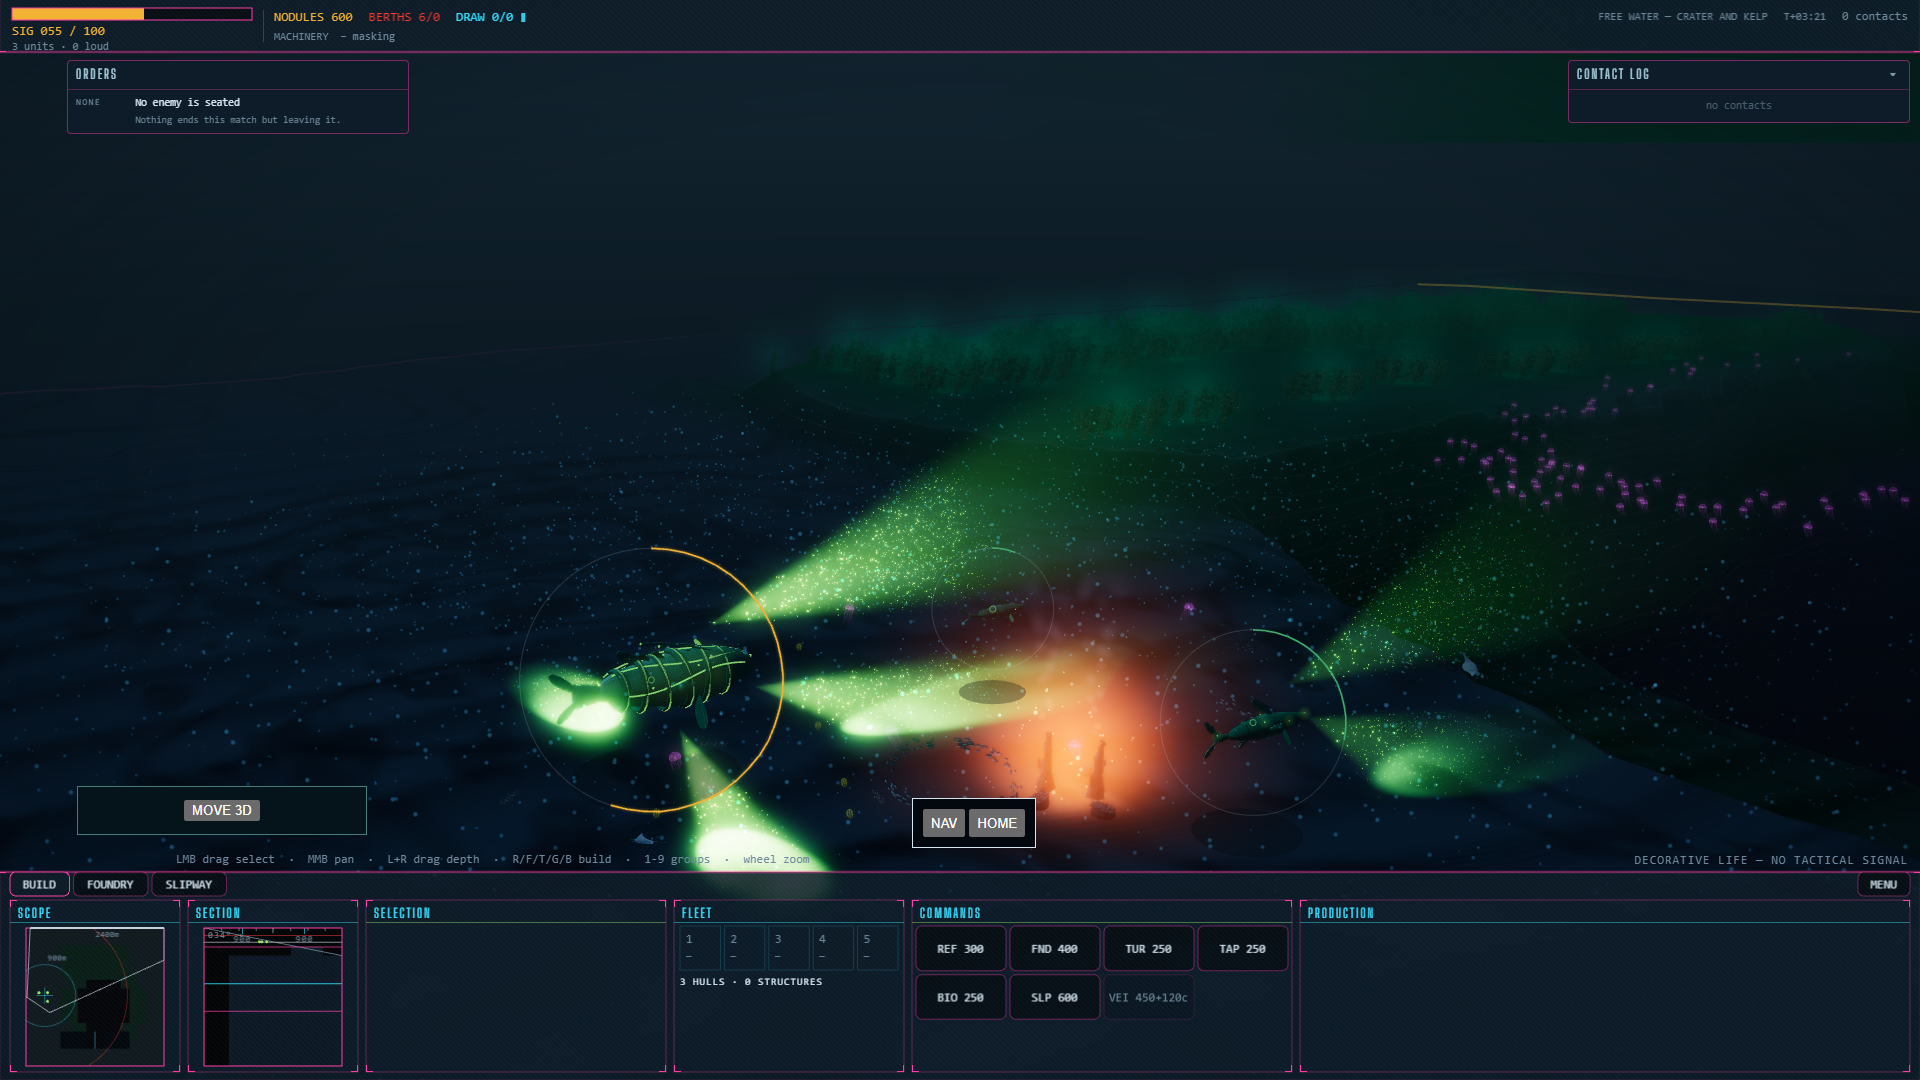 SIG 055 / 100
3 units · 0 loud
NODULES 600 BERTHS 6/0 DRAW 0/0
MACHINERY – masking
FREE WATER — CRATER AND KELP T+03:21 0 contacts
ORDERS
NONE No enemy is seated
Nothing ends this match but leaving it.
CONTACT LOG
no contacts
MOVE 3D
NAV HOME
LMB drag select · MMB pan · L+R drag depth · R/F/T/G/B build · 1-9 groups · wheel zoom
DECORATIVE LIFE — NO TACTICAL SIGNAL
BUILD FOUNDRY SLIPWAY MENU
SCOPE
2400m
900m
SECTION
034°
900 900
SELECTION
FLEET
1 2 3 4 5
– – – – –
3 HULLS · 0 STRUCTURES
COMMANDS
REF 300 FND 400 TUR 250 TAP 250
BIO 250 SLP 600 VEI 450+120c
PRODUCTION